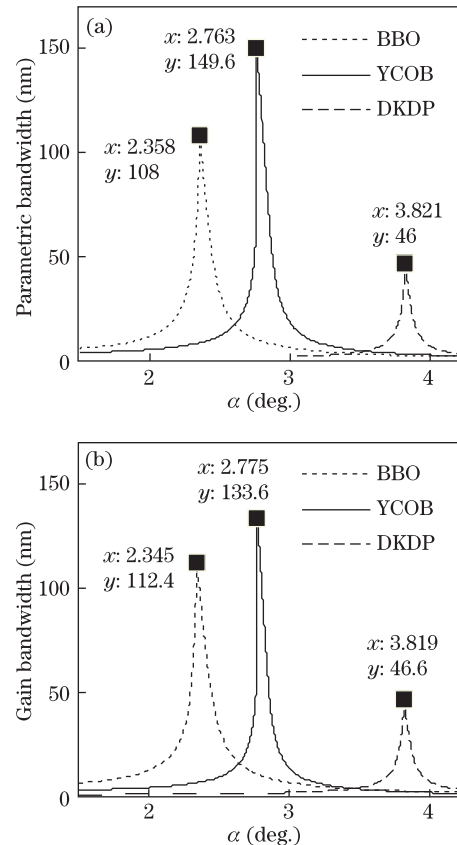 (a)
x: 2.763
y: 149.6
BBO
YCOB
DKDP
x: 2.358
y: 108
x: 3.821
y: 46
150
100
50
0
Parametric bandwidth (nm)
2
3
4
α (deg.)
(b)
x: 2.775
y: 133.6
BBO
YCOB
DKDP
x: 2.345
y: 112.4
x: 3.819
y: 46.6
150
100
50
0
Gain bandwidth (nm)
2
3
4
α (deg.)